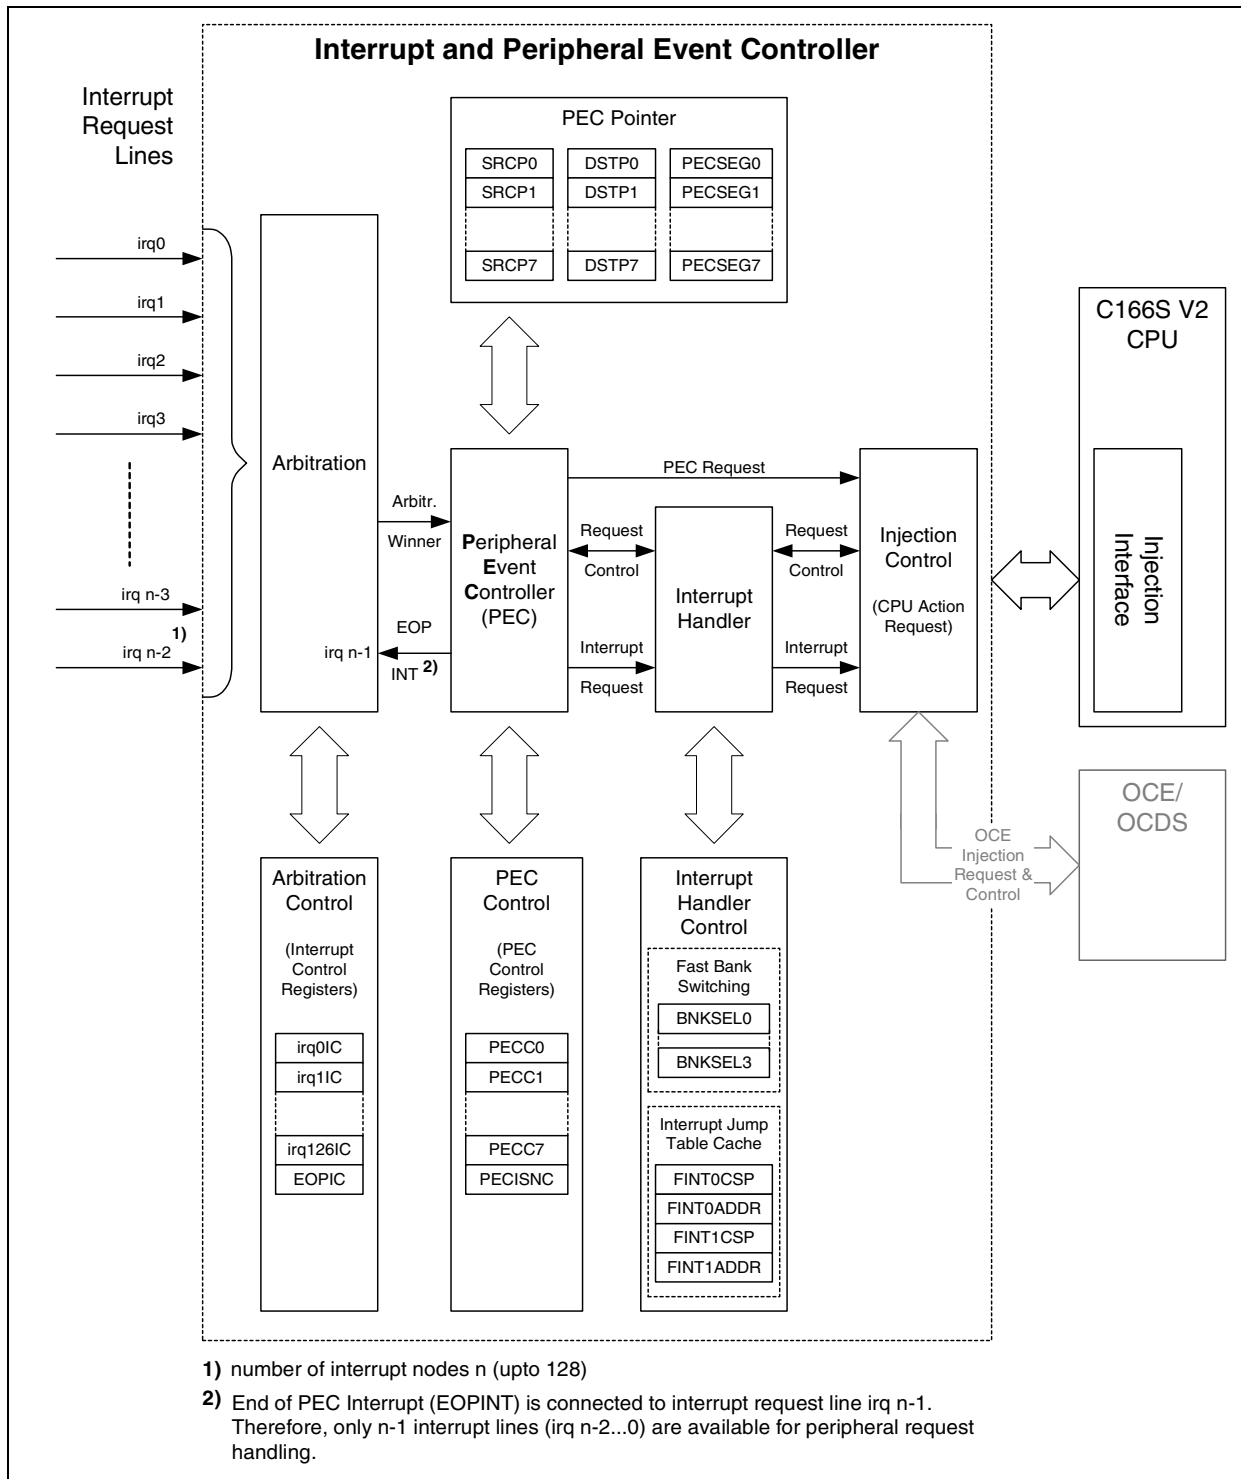 Interrupt and Peripheral Event Controller
Interrupt
Request
Lines
PEC Pointer
SRCP0 DSTP0 PECSEG0
SRCP1 DSTP1 PECSEG1
SRCP7 DSTP7 PECSEG7
irq0
irq1
irq2
irq3
irq n-3
1)
irq n-2
Arbitration
irq n-1
Arbitr.
Winner
EOP
INT 2)
Peripheral
Event
Controller
(PEC)
PEC Request
Request
Control
Interrupt
Request
Interrupt
Handler
Request
Control
Interrupt
Request
Injection
Control
(CPU Action
Request)
C166S V2
CPU
Injection
Interface
OCE/
OCDS
OCE
Injection
Request &
Control
Arbitration
Control
(Interrupt
Control
Registers)
irq0IC
irq1IC
irq126IC
EOPIC
PEC
Control
(PEC
Control
Registers)
PECC0
PECC1
PECC7
PECISNC
Interrupt
Handler
Control
Fast Bank
Switching
BNKSEL0
BNKSEL3
Interrupt Jump
Table Cache
FINT0CSP
FINT0ADDR
FINT1CSP
FINT1ADDR
1) number of interrupt nodes n (upto 128)
2) End of PEC Interrupt (EOPINT) is connected to interrupt request line irq n-1.
Therefore, only n-1 interrupt lines (irq n-2...0) are available for peripheral request
handling.